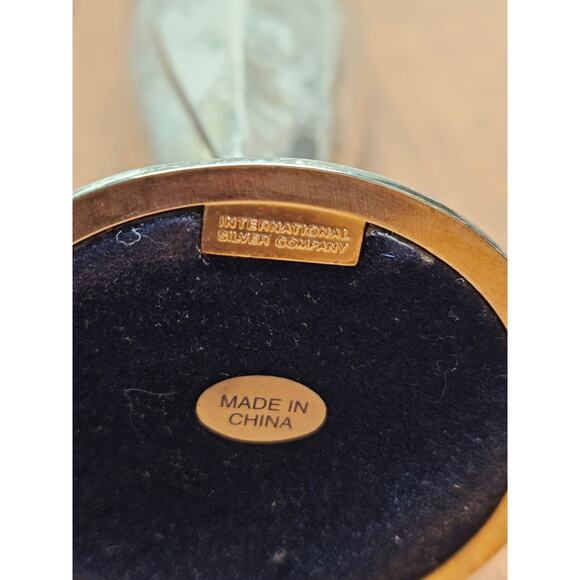 INTERNATIONAL
SILVER COMPANY
MADE IN
CHINA